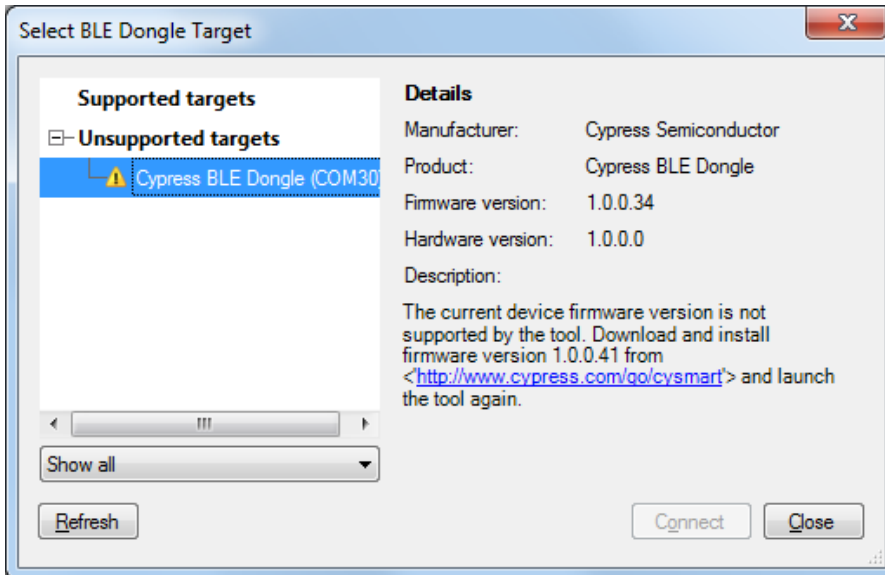 Select BLE Dongle Target
Supported targets
Unsupported targets
Cypress BLE Dongle (COM30)
Show all
Refresh
Details
Manufacturer: Cypress Semiconductor
Product: Cypress BLE Dongle
Firmware version: 1.0.0.34
Hardware version: 1.0.0.0
Description:
The current device firmware version is not
supported by the tool. Download and install
firmware version 1.0.0.41 from
<'http://www.cypress.com/go/cysmart'> and launch
the tool again.
Connect
Close